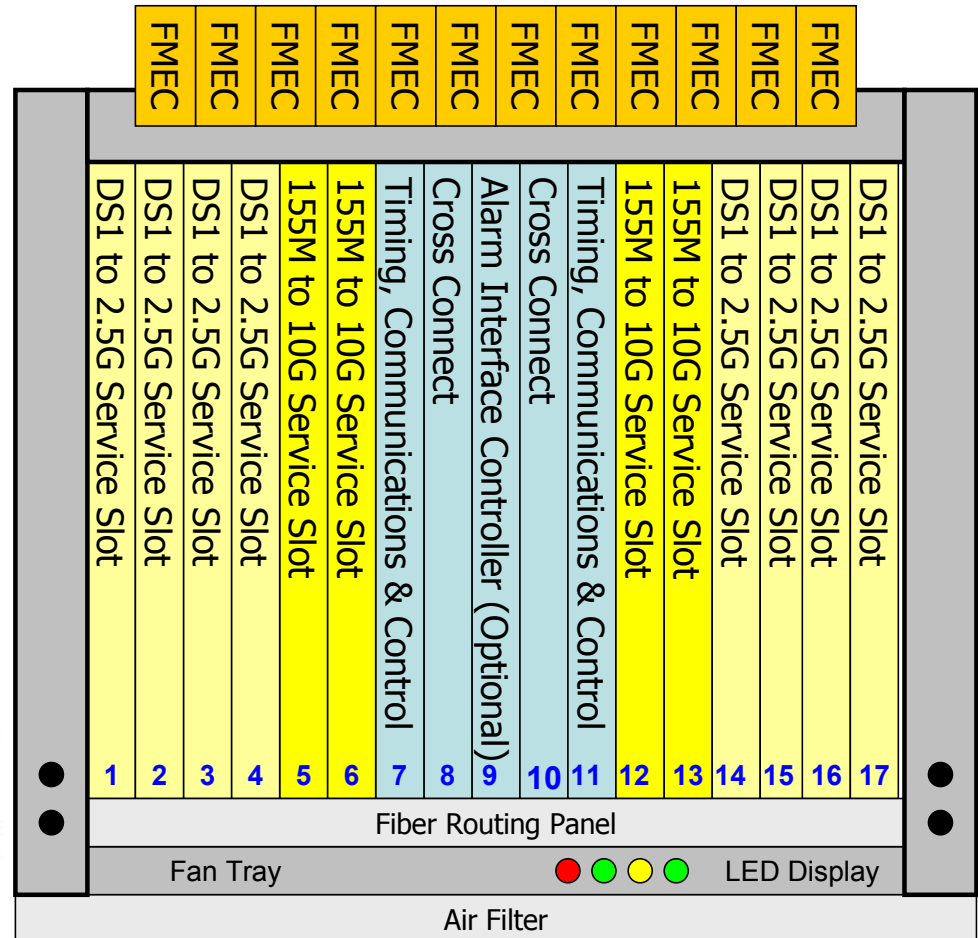 FMEC
FMEC
FMEC
FMEC
FMEC
FMEC
FMEC
FMEC
FMEC
FMEC
FMEC
FMEC
DS1 to 2.5G Service Slot
DS1 to 2.5G Service Slot
DS1 to 2.5G Service Slot
DS1 to 2.5G Service Slot
155M to 10G Service Slot
155M to 10G Service Slot
Timing, Communications & Control
Cross Connect
Alarm Interface Controller (Optional)
Cross Connect
Timing, Communications & Control
155M to 10G Service Slot
155M to 10G Service Slot
DS1 to 2.5G Service Slot
DS1 to 2.5G Service Slot
DS1 to 2.5G Service Slot
DS1 to 2.5G Service Slot
1 2 3 4 5 6 7 8 9 10 11 12 13 14 15 16 17
Fiber Routing Panel
Fan Tray LED Display
Air Filter